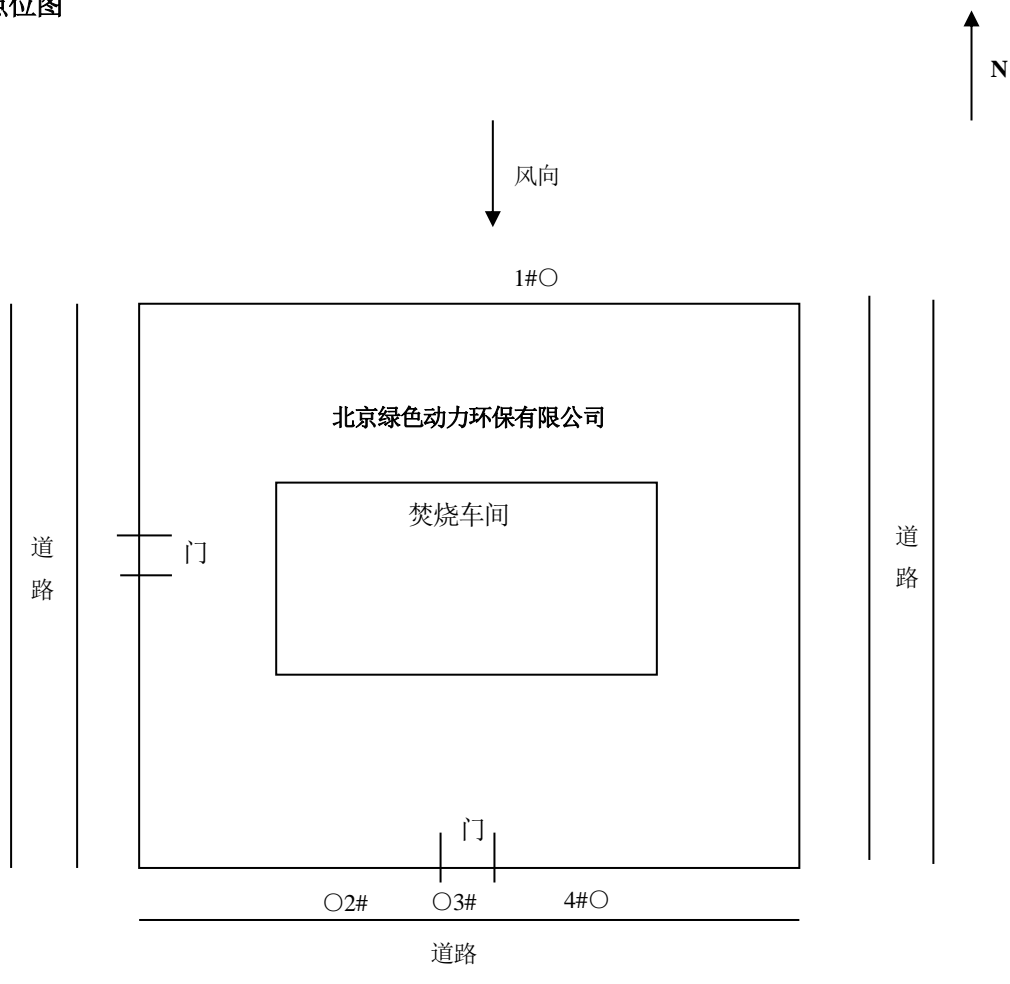 点位图
N
风向
1#○
北京绿色动力环保有限公司
焚烧车间
道
路
门
道
路
门
○2# ○3# 4#○
道路